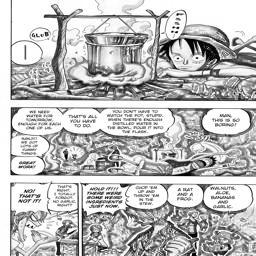 GLUB
WE NEED
WATER FOR
TOMORROW.
ENOUGH FOR EACH
ONE OF US.
THAT'S ALL
YOU HAVE
TO DO.
YOU DON'T HAVE TO
WATCH THE POT, STUPID.
WHEN THERE'S ENOUGH
DISTILLED WATER IN
THE BOWL, POUR IT INTO
THE FLASK.
MAN,
THIS IS SO
BORING!
GREAT
WORK!
NO!
THAT'S
NOT IT!
THAT'S
RIGHT.
I TOTALLY
FORGOT.
NO GARLIC,
RIGHT?
HOLD IT!!!
THERE
WERE SOME
WEIRD
INGREDIENTS
JUST NOW.
CHOP 'EM
UP AND
THROW 'EM
IN THE
STEW.
A RAT
AND A
FROG.
WALNUTS,
ALOE,
BANANAS
AND
GARLIC.